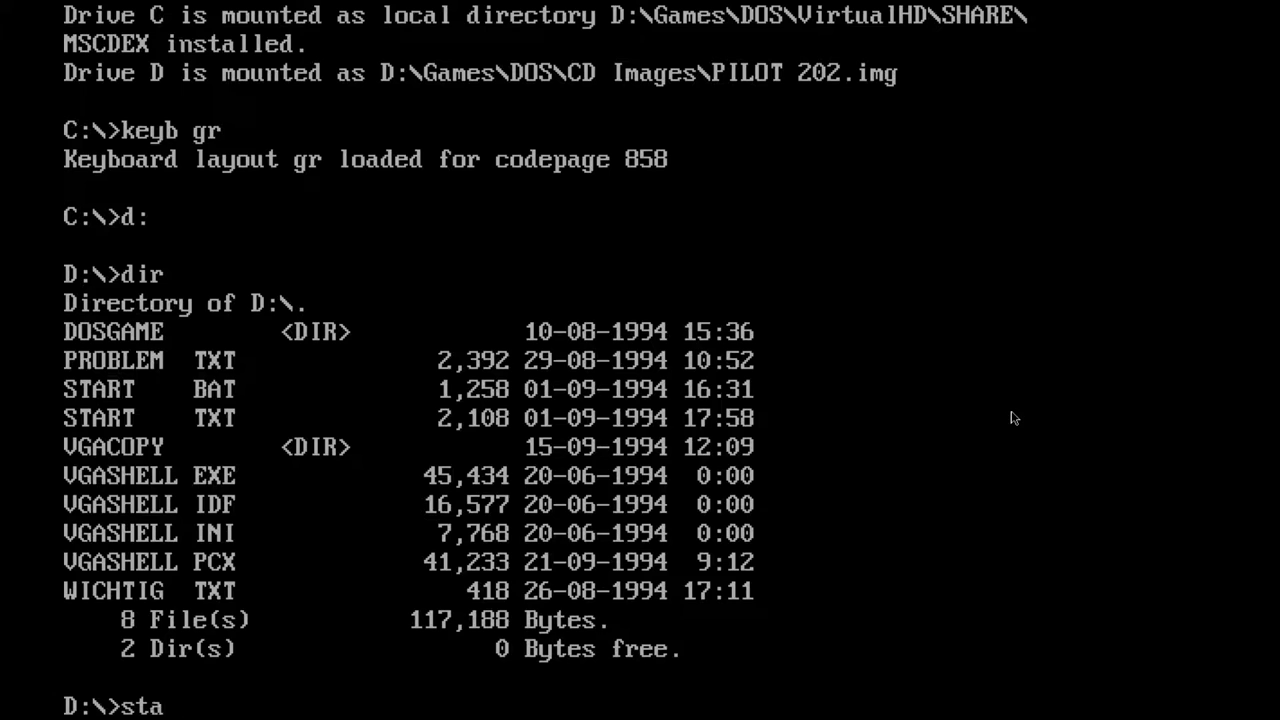 Drive C is mounted as local directory D:\Games\DOS\VirtualHD\SHARE\
MSCDEX installed.
Drive D is mounted as D:\Games\DOS\CD Images\PILOT 202.img
C:\>keyb gr
Keyboard layout gr loaded for codepage 858
C:\>d:
D:\>dir
Directory of D:\.
DOSGAME <DIR> 10-08-1994 15:36
PROBLEM TXT 2,392 29-08-1994 10:52
START BAT 1,258 01-09-1994 16:31
START TXT 2,108 01-09-1994 17:58
VGACOPY <DIR> 15-09-1994 12:09
VGASHELL EXE 45,434 20-06-1994 0:00
VGASHELL IDF 16,577 20-06-1994 0:00
VGASHELL INI 7,768 20-06-1994 0:00
VGASHELL PCX 41,233 21-09-1994 9:12
WICHTIG TXT 418 26-08-1994 17:11
8 File(s) 117,188 Bytes.
2 Dir(s) 0 Bytes free.
D:\>sta